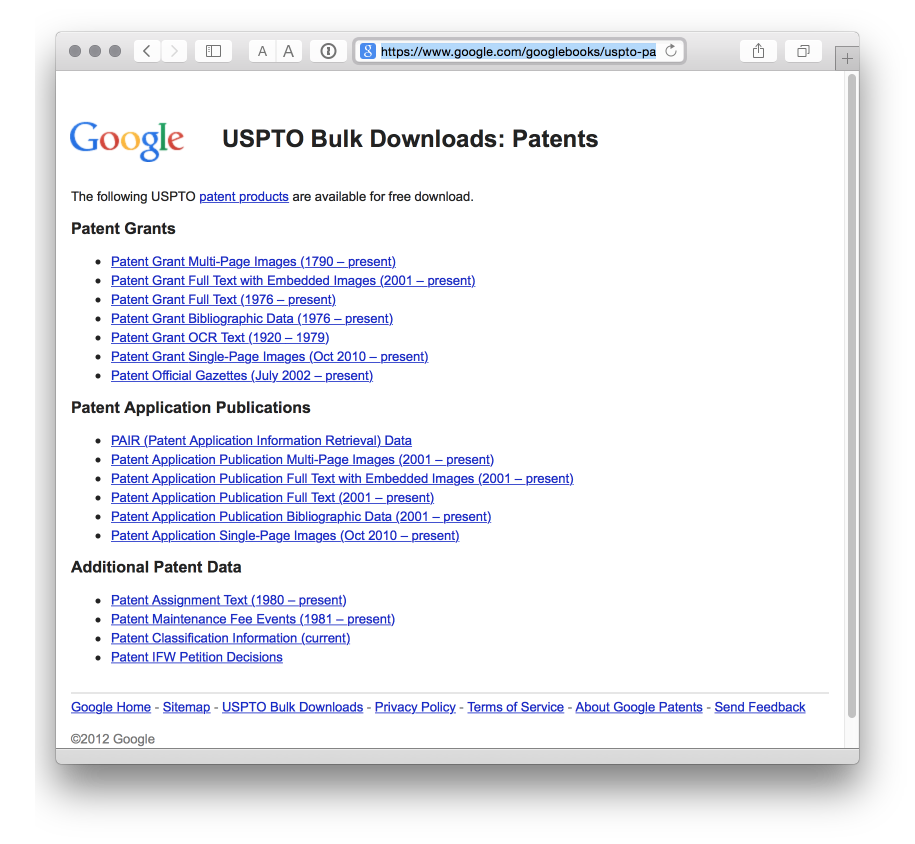 A A
https://www.google.com/googlebooks/uspto-pa
Google
USPTO Bulk Downloads: Patents
The following USPTO patent products are available for free download.
Patent Grants
Patent Grant Multi-Page Images (1790 – present)
Patent Grant Full Text with Embedded Images (2001 – present)
Patent Grant Full Text (1976 – present)
Patent Grant Bibliographic Data (1976 – present)
Patent Grant OCR Text (1920 – 1979)
Patent Grant Single-Page Images (Oct 2010 – present)
Patent Official Gazettes (July 2002 – present)
Patent Application Publications
PAIR (Patent Application Information Retrieval) Data
Patent Application Publication Multi-Page Images (2001 – present)
Patent Application Publication Full Text with Embedded Images (2001 – present)
Patent Application Publication Full Text (2001 – present)
Patent Application Publication Bibliographic Data (2001 – present)
Patent Application Single-Page Images (Oct 2010 – present)
Additional Patent Data
Patent Assignment Text (1980 – present)
Patent Maintenance Fee Events (1981 – present)
Patent Classification Information (current)
Patent IFW Petition Decisions
Google Home - Sitemap - USPTO Bulk Downloads - Privacy Policy - Terms of Service - About Google Patents - Send Feedback
©2012 Google